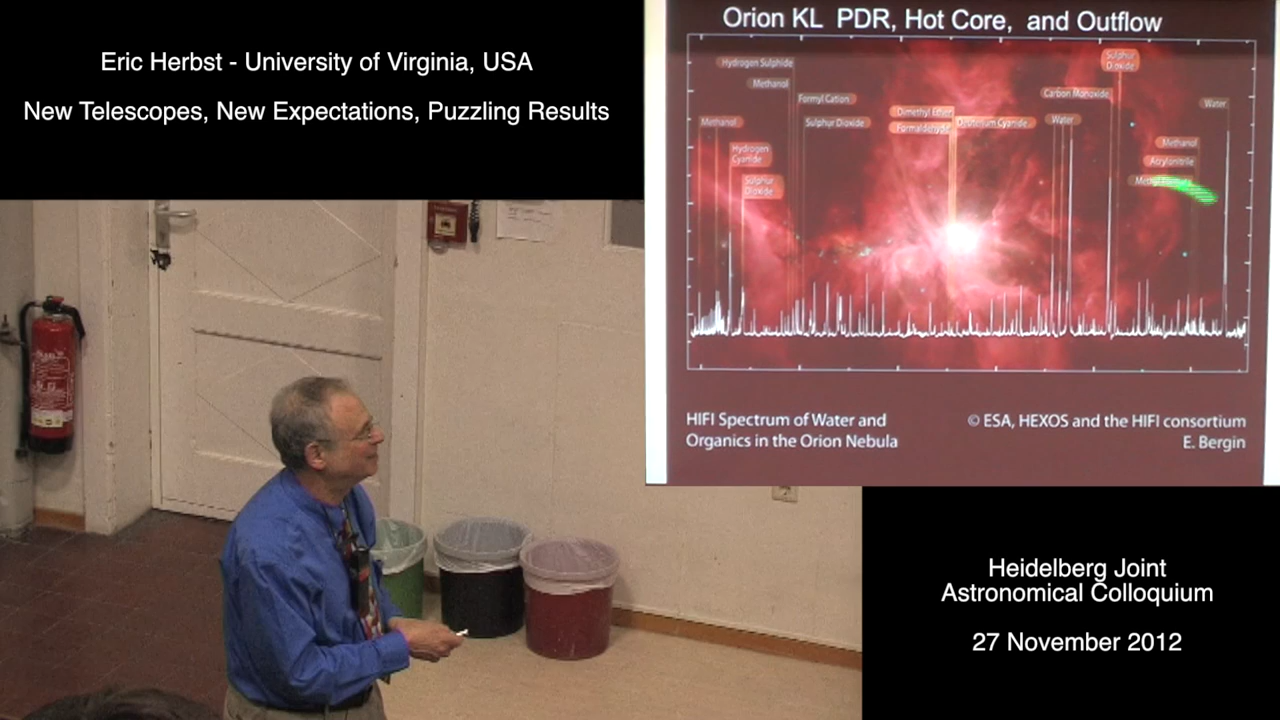 Eric Herbst - University of Virginia, USA
New Telescopes, New Expectations, Puzzling Results
Orion KL PDR, Hot Core, and Outflow
Hydrogen Sulphide
Methanol
Formyl Cation
Methanol
Sulphur Dioxide
Hydrogen
Cyanide
Sulphur
Dioxide
Dimethyl Ether
Formaldehyde
Deuterium Cyanide
Sulphur
Dioxide
Carbon Monoxide
Water
Water
Methanol
Acrylonitrile
HIFI Spectrum of Water and
Organics in the Orion Nebula
© ESA, HEXOS and the HIFI consortium
E. Bergin
Heidelberg Joint
Astronomical Colloquium
27 November 2012